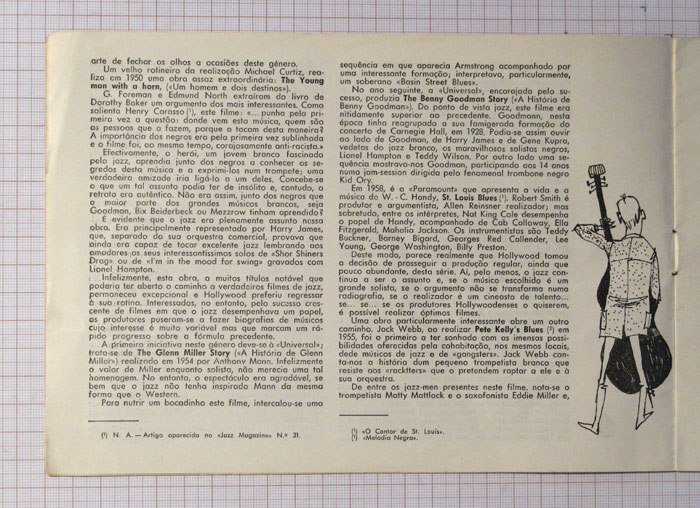 arte de fechar os olhos a ocasiões deste género.
Um velho rotineiro da realização Michael Curtiz, rea-
liza em 1950 uma obra assaz extraordinária: The Young
man with a horn, («Um homem e dois destinos»).
G. Foreman e Edmund North extraíram do livro de
Dorothy Baker um argumento dos mais interessantes. Como
salienta Henry Carasso (¹), este filme: «... punha pela pri-
meira vez a questão: donde vem esta música, quem são
as pessoas que a fazem, porque a tocam desta maneira?
A importância dos negros era pela primeira vez sublinhada
e o filme foi, ao mesmo tempo, corajosamente anti-racista.»
Efectivamente, o herói, um jovem branco fascinado
pelo jazz, aprendia junto dos negros a conhecer os se-
gredos desta música e a exprimi-los num trompete; uma
verdadeira amizade iria ligá-lo a um deles. Concebe-se
o que um tal assunto podia ter de insólito e, contudo, o
retrato era autêntico. Não era assim, junto dos negros que
a maior parte dos grandes músicos brancos, seja
Goodman, Bix Beiderbeck ou Mezzrow tinham aprendido?
É evidente que o jazz era plenamente assunto nossa
obra. Era principalmente representado por Harry James,
que, separado da sua orquestra comercial, provava que
ainda era capaz de tocar excelente jazz lembrando aos
amadores os seus interessantíssimos solos de «Shor Shiners
Drag» ou de «I'm in the mood for swing» gravados com
Lionel Hampton.
Infelizmente, esta obra, a muitos títulos notável que
poderia ter aberto o caminho a verdadeiros filmes de jazz,
permaneceu excepcional e Hollywood preferiu regressar
à sua rotina. Interessados, no entanto, pelo sucesso cres-
cente de filmes em que o jazz desempenhava um papel,
os produtores puseram-se a fazer biografias de músicos
cujo interesse é muito variável mas que marcam um rá-
pido progresso sobre a fórmula precedente.
A primeira iniciativa neste género deve-se à «Universal»;
trata-se de The Glenn Miller Story («A História de Glenn
Miller») realizado em 1954 por Anthony Mann. Infelizmente
o valor de Miller enquanto solista, não merecia uma tal
homenagem. No entanto, o espectáculo era agradável, se
bem que o jazz não tenha inspirado Mann da mesma
forma que o Western.
Para nutrir um bocadinho este filme, intercalou-se uma
(¹) N. A. — Artigo aparecido no «Jazz Magazine» N.º 31.
sequência em que aparecia Armstrong acompanhado por
uma interessante formação; interpretava, particularmente,
um soberano «Basin Street Blues».
No ano seguinte, a «Universal», encorajada pelo su-
cesso, produzia The Benny Goodman Story («A História de
Benny Goodman»). Do ponto de vista jazz, este filme era
nitidamente superior ao precedente. Goodmann, nesta
época tinha reagrupado a sua famigerada formação do
concerto de Carnegie Hall, em 1928. Podia-se assim ouvir
ao lado de Goodman, de Harry James e de Gene Krupa,
vedetas do jazz branco, os maravilhosos solistas negros,
Lionel Hampton e Teddy Wilson. Por outro lado uma se-
quência mostrava-nos Goodman, participando aos 14 anos
numa jam-session dirigida pelo fenomenal trombone negro
Kid Ory.
Em 1958, é a «Paramount» que apresenta a vida e a
música do W. - C. Handy, St. Louis Blues (¹). Robert Smith é
produtor e argumentista, Allen Reinsner realizador; mas
sobretudo, entre os intérpretes, Nat King Cole desempenha
o papel de Handy, acompanhado de Cab Calloway, Ella
Fitzgerald, Mahalia Jackson. Os instrumentistas são Teddy
Buckner, Barney Bigard, Georges Red Callender, Lee
Young, George Washington, Billy Preston.
Deste modo, parece realmente que Hollywood tomou
a decisão de prosseguir a produção regular, ainda que
pouco abundante, desta série. Aí, pelo menos, o jazz con-
tinua a ser o assunto e, se o músico escolhido é um
grande solista, se o argumento não se transforma numa
radiografia, se o realizador é um cineasta de talento...
se... se... se os produtores Hollywoodenses o quiserem,
é possível realizar óptimos filmes.
Uma obra particularmente interessante abre um outro
caminho. Jack Webb, ao realizar Pete Kelly's Blues (²) em
1955, foi o primeiro a ter sonhado com as imensas possi-
bilidades oferecidas pela cohabitação, nos mesmos locais,
dede músicos de jazz e de «gangsters». Jack Webb con-
ta-nos a história dum pequeno trompetista branco que
resiste aos «racktters» que o pretendem raptar a ele e à
sua orquestra.
De entre os jazz-men presentes neste filme, nota-se o
trompetista Matty Matlock e o saxofonista Eddie Miller e,
(¹) «O Cantor de St. Louis».
(²) «Melodia Negra».